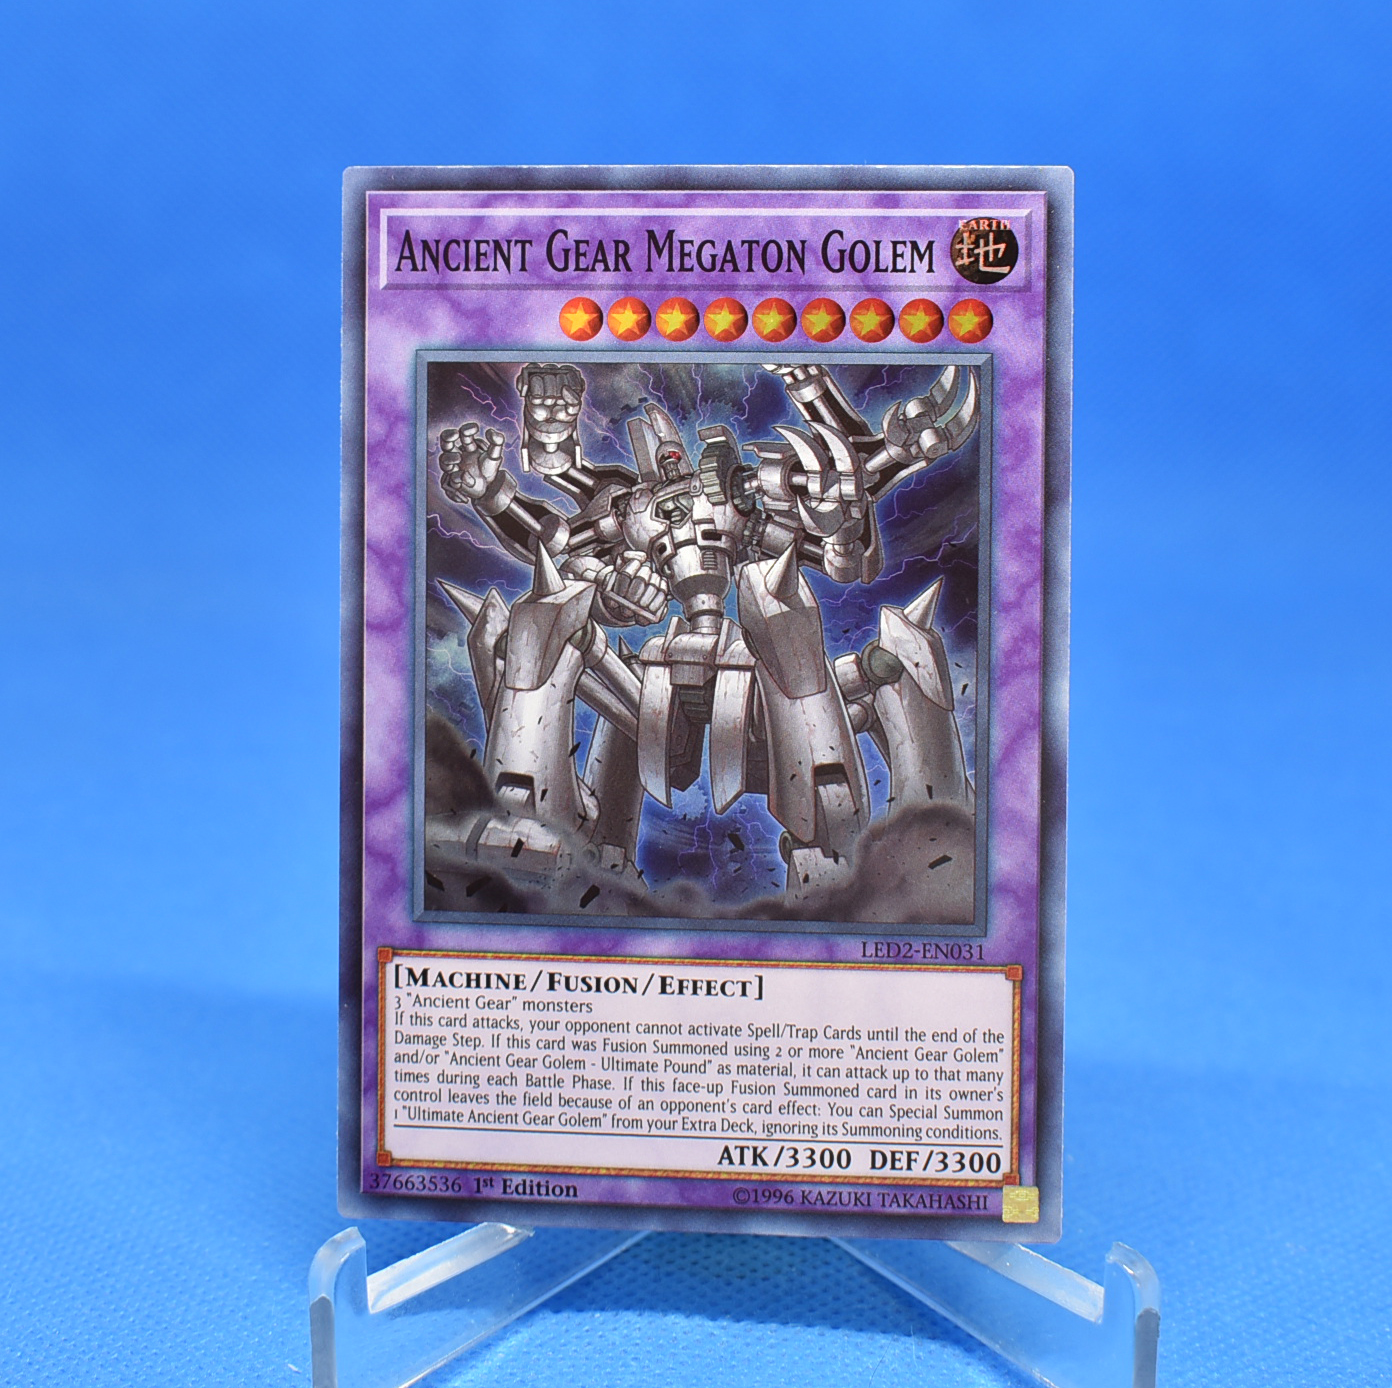 ANCIENT GEAR MEGATON GOLEM
EARTH
地
LED2-EN031
[MACHINE/FUSION/EFFECT]
3 "Ancient Gear" monsters
If this card attacks, your opponent cannot activate Spell/Trap Cards until the end of the
Damage Step. If this card was Fusion Summoned using 2 or more "Ancient Gear Golem"
and/or "Ancient Gear Golem - Ultimate Pound" as material, it can attack up to that many
times during each Battle Phase. If this face-up Fusion Summoned card in its owner's
control leaves the field because of an opponent's card effect: You can Special Summon
1 "Ultimate Ancient Gear Golem" from your Extra Deck, ignoring its Summoning conditions.
ATK/3300 DEF/3300
37663536 1st Edition
©1996 KAZUKI TAKAHASHI